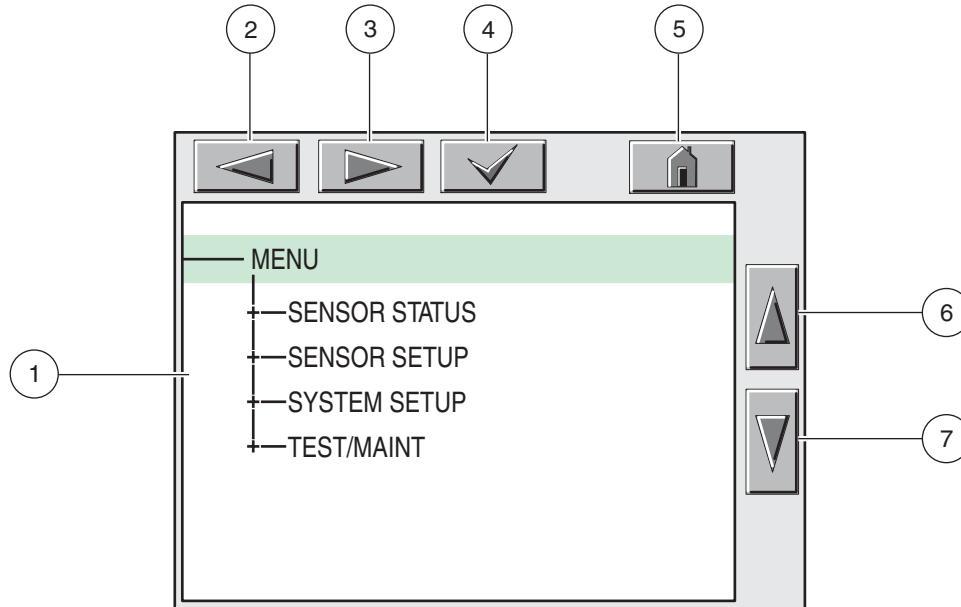 2
3
4
5
MENU
SENSOR STATUS
6
SENSOR SETUP
1
SYSTEM SETUP
TEST/MAINT
7